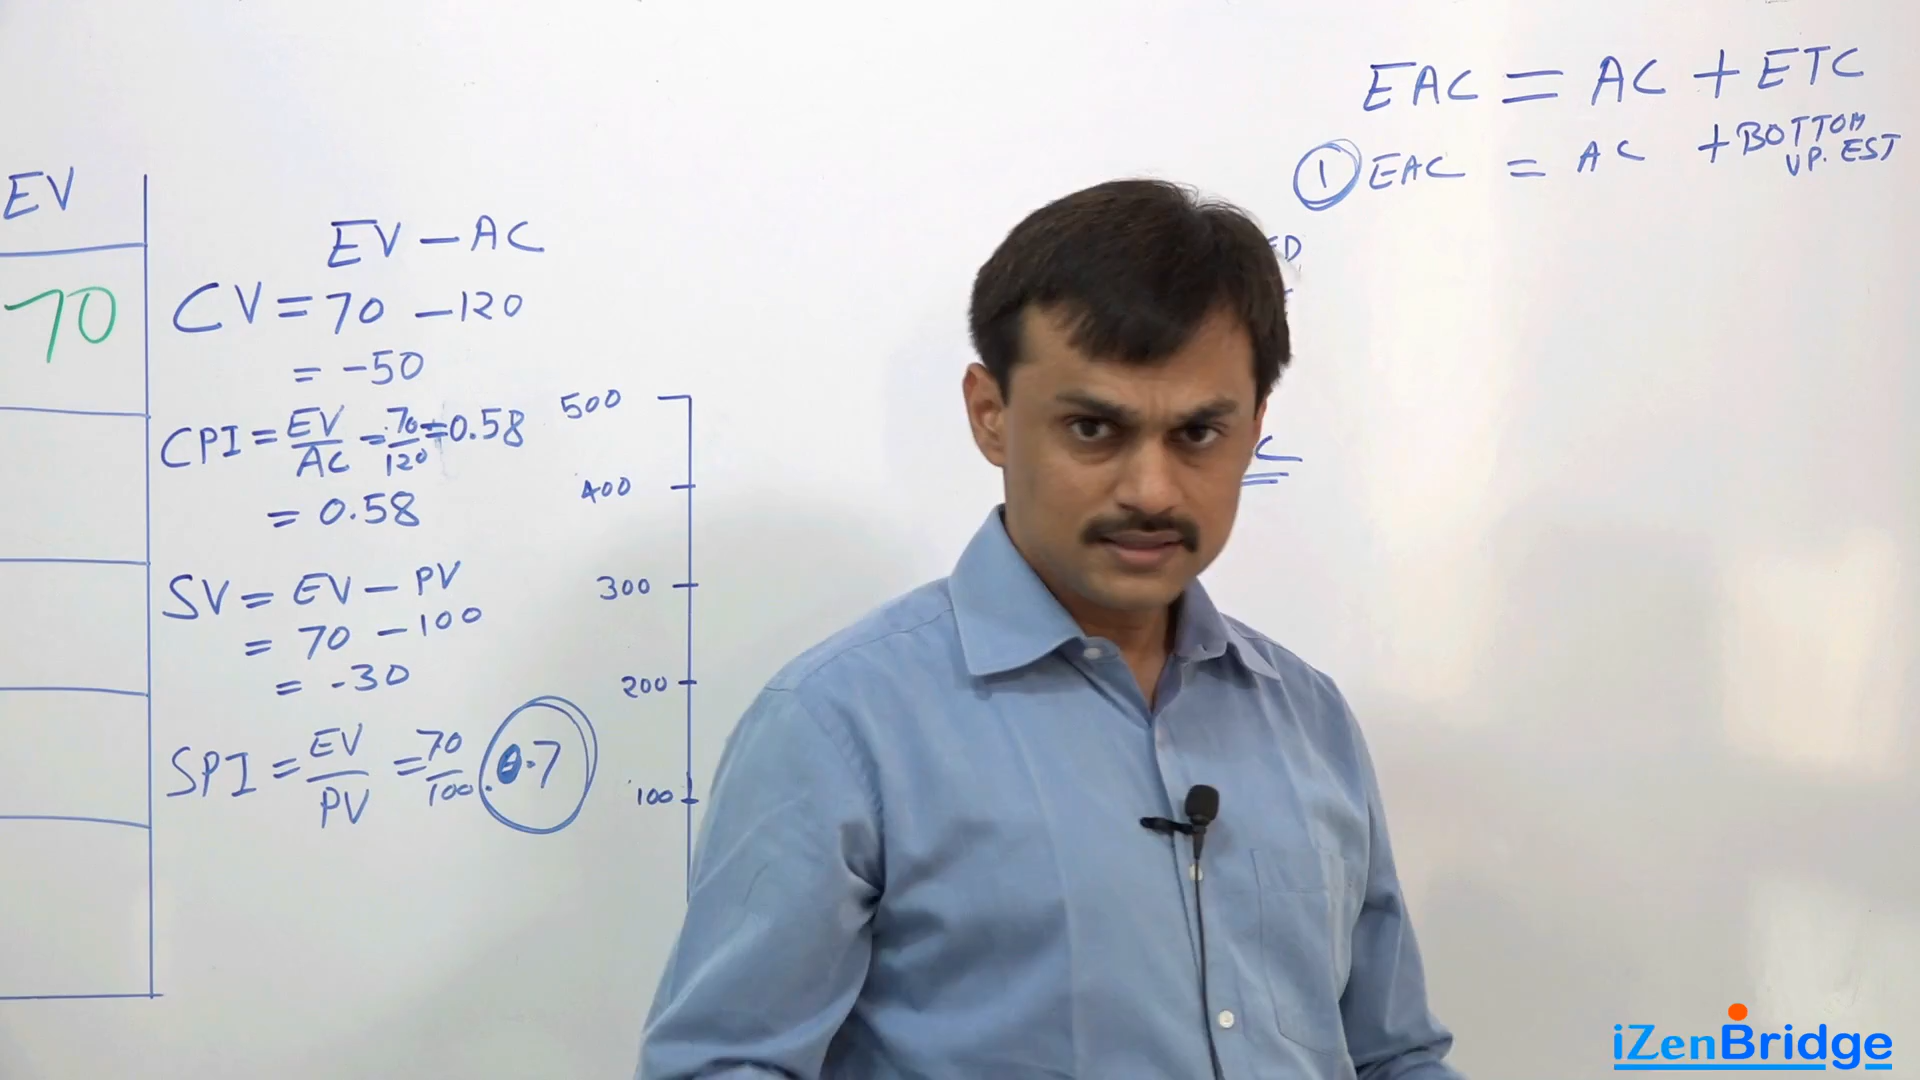 EV
70
EV - AC
CV = 70 - 120
= -50
CPI = EV/AC = 70/120 = 0.58
= 0.58
SV = EV - PV
= 70 - 100
= -30
SPI = EV/PV = 70/100 0.7
500
400
300
200
100
EAC = AC + ETC
1 EAC = AC + BOTTOM
UP. EST
iZenBridge